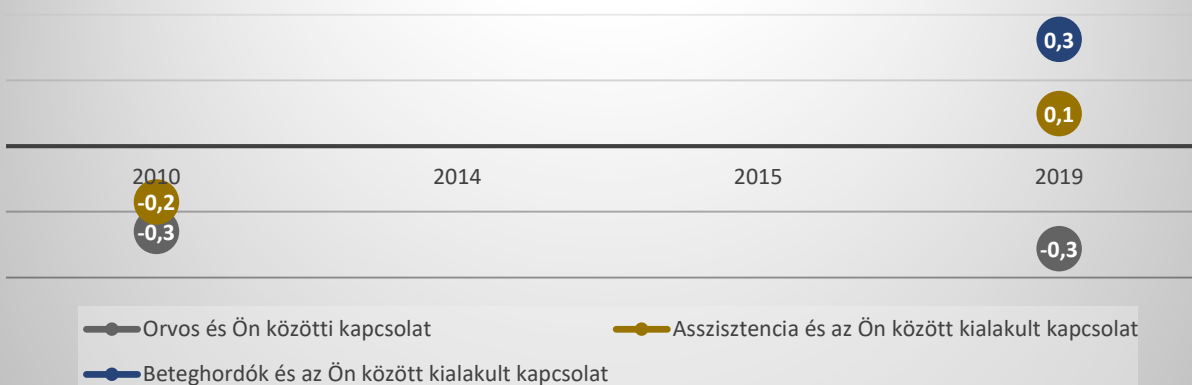 0,3
0,1
2010 2014 2015 2019
-0,2
-0,3 -0,3
Orvos és Ön közötti kapcsolat Asszisztencia és az Ön között kialakult kapcsolat
Beteghordók és az Ön között kialakult kapcsolat